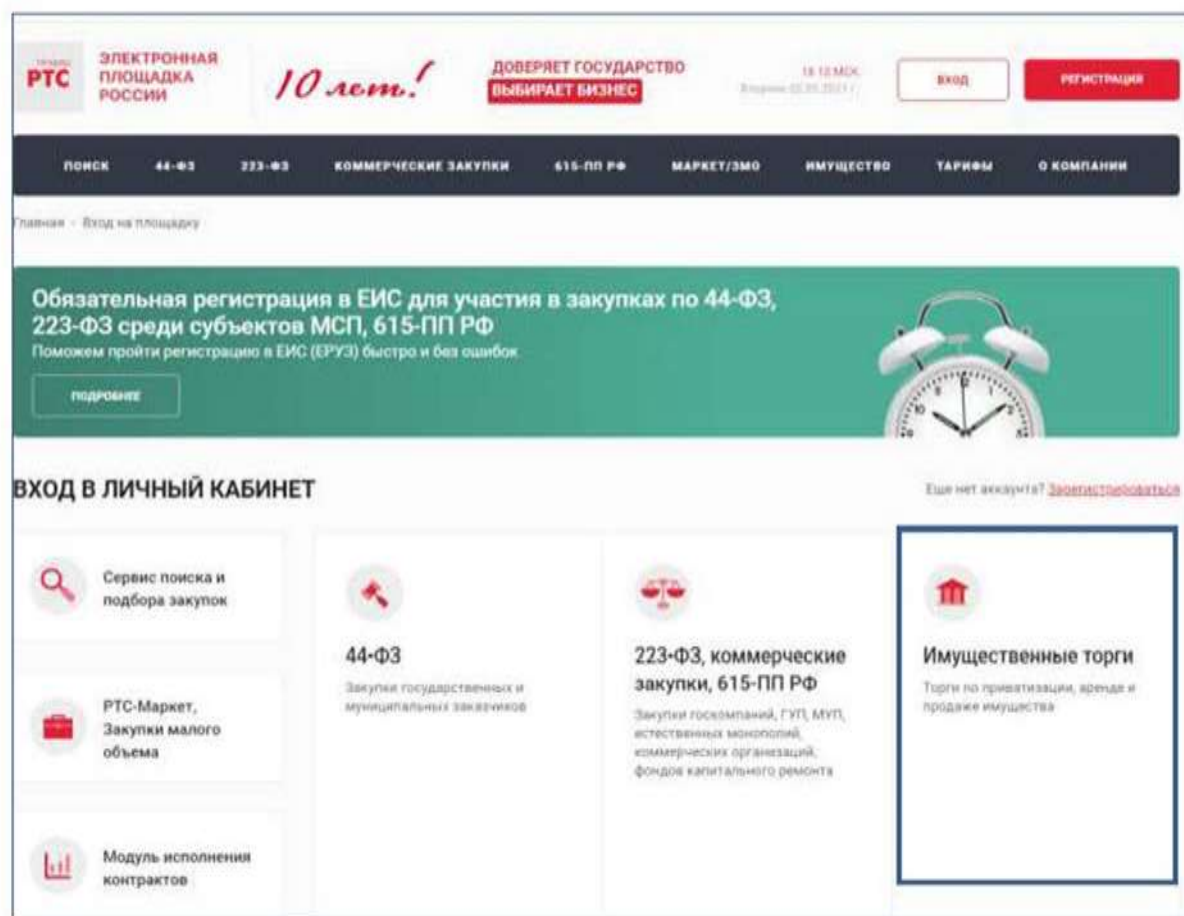 РТС
ЭЛЕКТРОННАЯ
ПЛОЩАДКА
РОССИИ
10 лет!
ДОВЕРЯЕТ ГОСУДАРСТВО
ВЫБИРАЕТ БИЗНЕС
ВХОД
РЕГИСТРАЦИЯ
ПОИСК 44-ФЗ 223-ФЗ КОММЕРЧЕСКИЕ ЗАКУПКИ 615-ПП РФ МАРКЕТ/ЗМО ИМУЩЕСТВО ТАРИФЫ О КОМПАНИИ
Главная - Вход на площадку
Обязательная регистрация в ЕИС для участия в закупках по 44-ФЗ,
223-ФЗ среди субъектов МСП, 615-ПП РФ
Поможем пройти регистрацию в ЕИС (ЕРУЗ) быстро и без ошибок
ПОДРОБНЕЕ
ВХОД В ЛИЧНЫЙ КАБИНЕТ
Еще нет аккаунта? Зарегистрироваться
Сервис поиска и
подбора закупок
РТС-Маркет,
Закупки малого
объема
Модуль исполнения
контрактов
44-ФЗ
Закупки государственных и
муниципальных заказчиков
223-ФЗ, коммерческие
закупки, 615-ПП РФ
Закупки госкомпаний, ГУП, МУП,
естественных монополий,
коммерческих организаций,
фондов капитального ремонта
Имущественные торги
Торги по приватизации, аренде и
продаже имущества